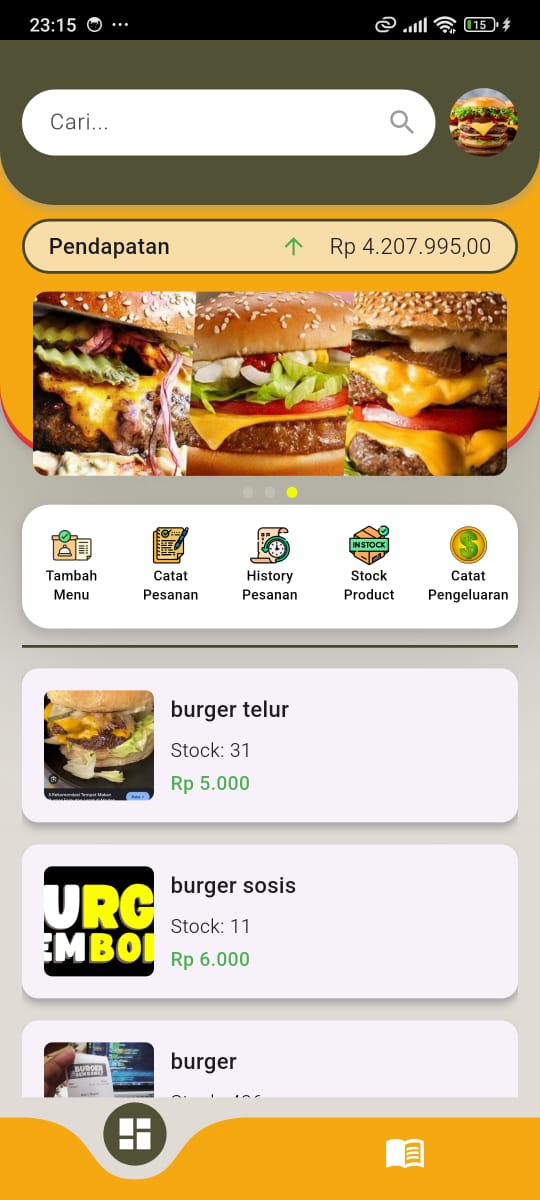 23:15
15
Cari...
Pendapatan
Rp 4.207.995,00
IN STOCK
Tambah
Menu
Catat
Pesanan
History
Pesanan
Stock
Product
Catat
Pengeluaran
burger telur
Stock: 31
Rp 5.000
burger sosis
Stock: 11
Rp 6.000
URG
EMBOI
burger
BURGER